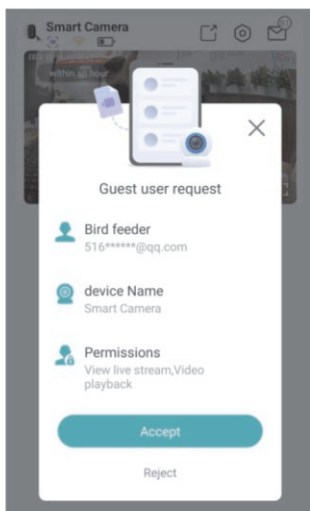 Smart Camera
51
within an hour
Guest user request
Bird feeder
516******@qq.com
device Name
Smart Camera
Permissions
View live stream,Video
playback
Accept
Reject